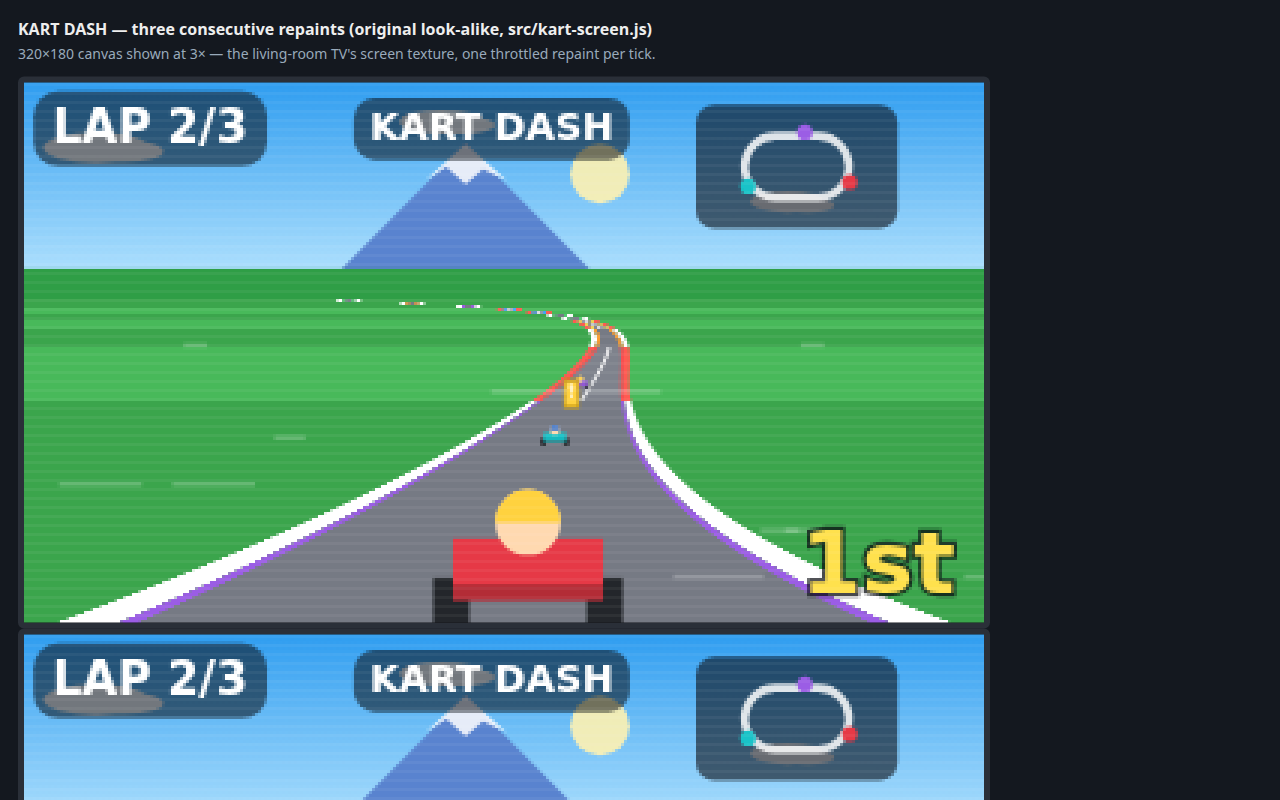 KART DASH — three consecutive repaints (original look-alike, src/kart-screen.js)
320×180 canvas shown at 3× — the living-room TV's screen texture, one throttled repaint per tick.
LAP 2/3
KART DASH
1st
LAP 2/3
KART DASH